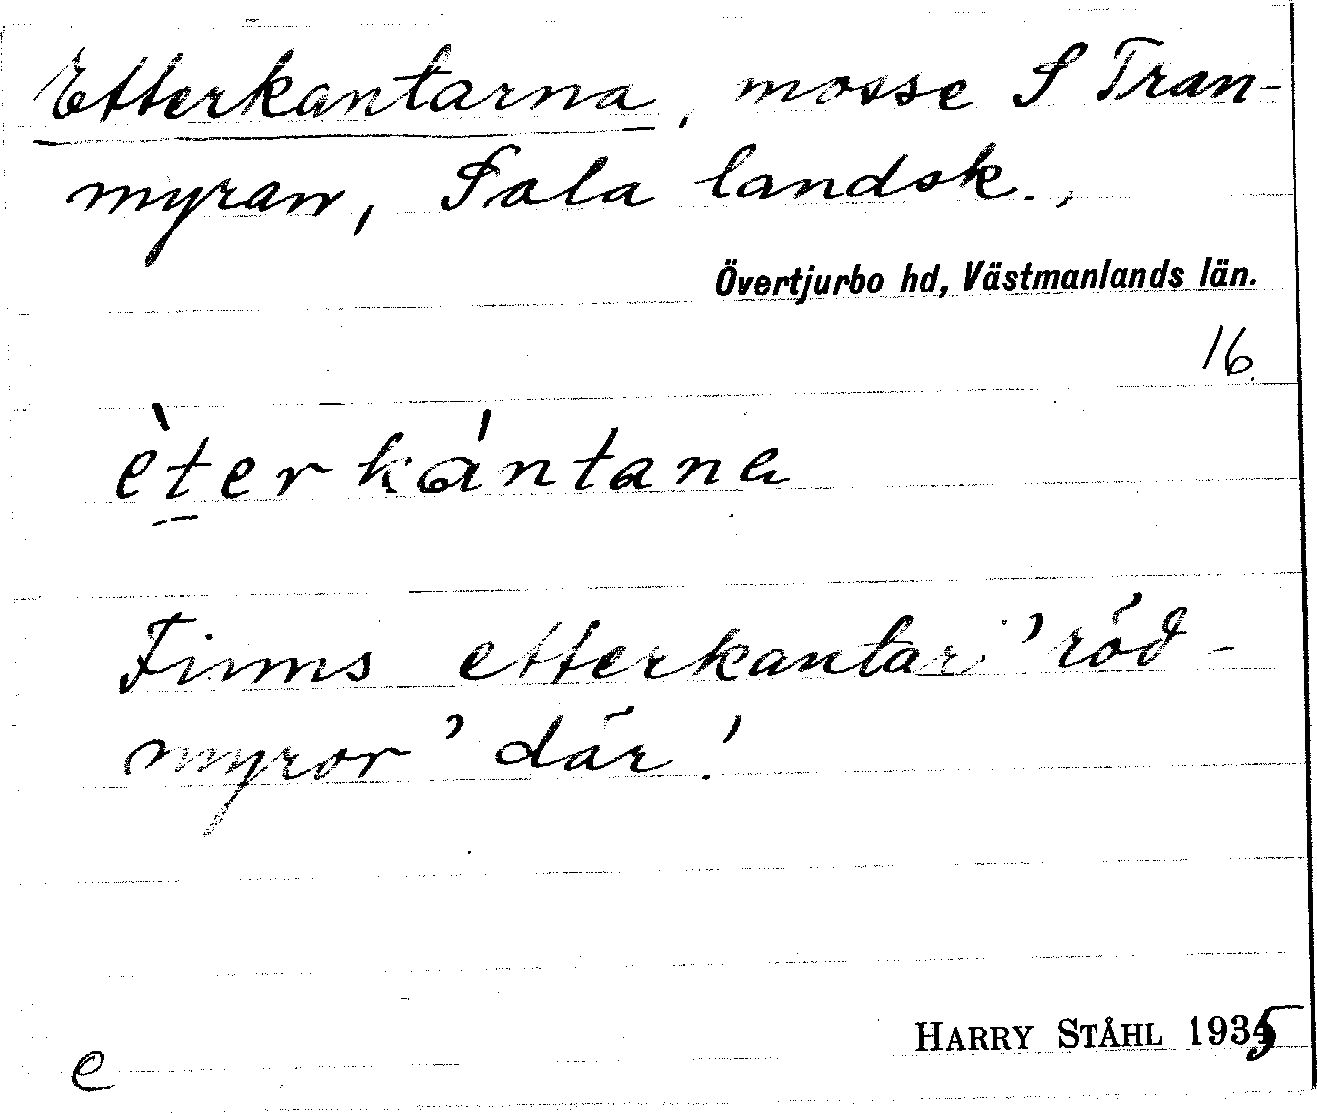 Etterkantarna, mosse S Tran-
myran, Sala landsk.,
Övertjurbo hd, Västmanlands län.
16.
èterkántana
Finns etterkantar 'röd-
myror' där!
HARRY STÅHL 1935
e